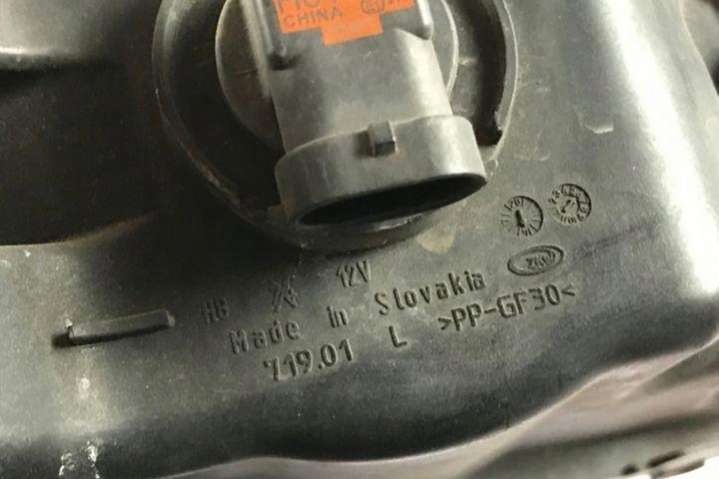 CHINA
H8 12V
Made in Slovakia
719.01 L >PP-GF30<